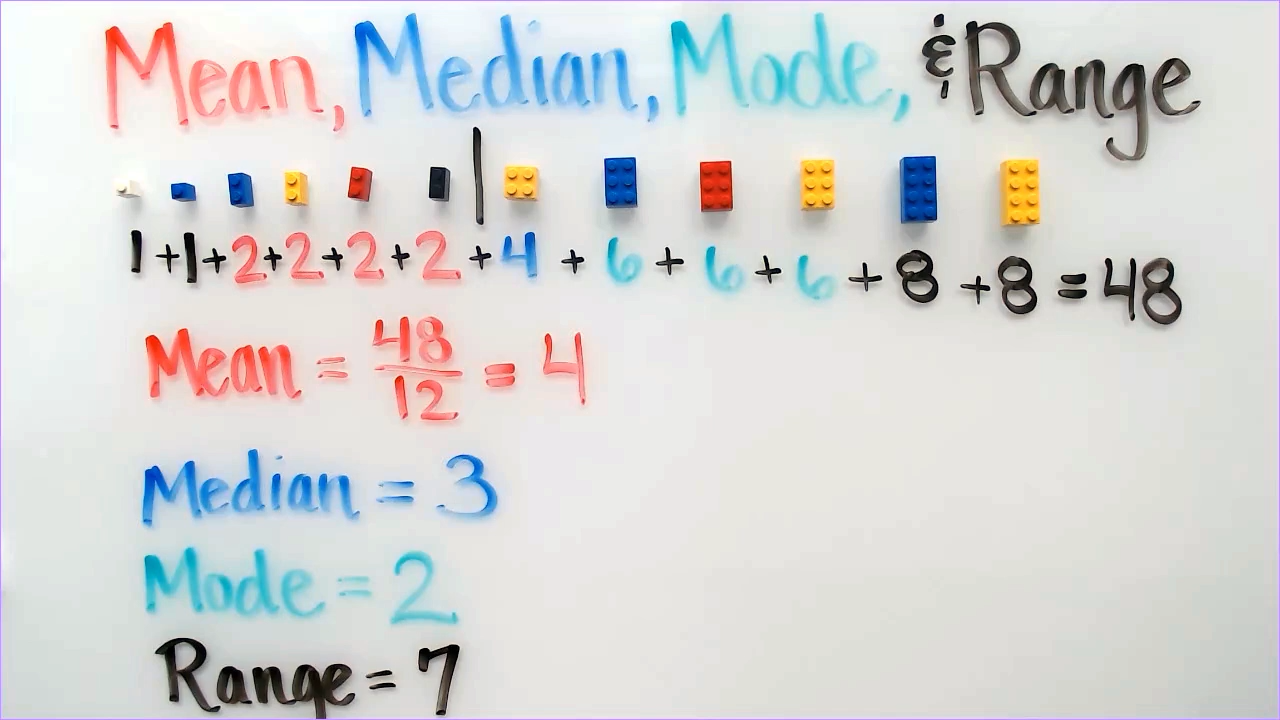 Mean, Median, Mode, & Range
1 + 1 + 2 + 2 + 2 + 2 + 4 + 6 + 6 + 6 + 8 + 8 = 48
Mean = 48/12 = 4
Median = 3
Mode = 2
Range = 7